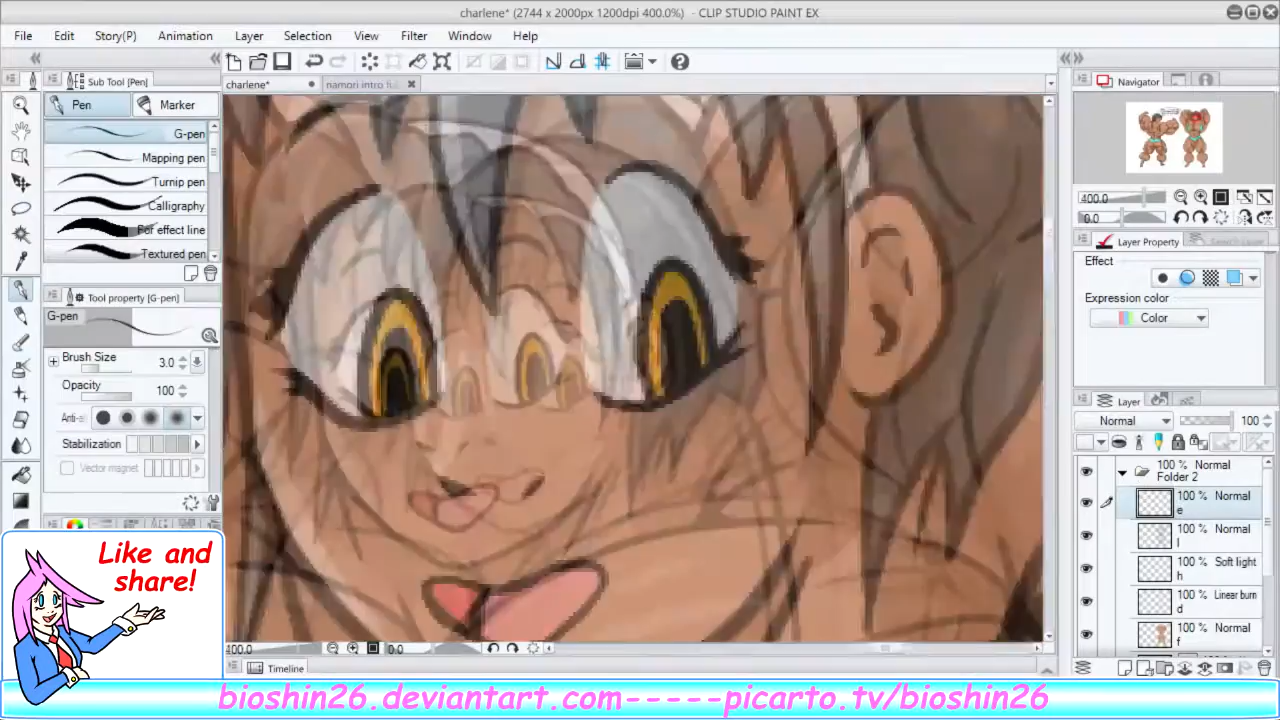 charlene* (2744 x 2000px 1200dpi 400.0%) - CLIP STUDIO PAINT EX
File Edit Story(P) Animation Layer Selection View Filter Window Help
Sub Tool [Pen]
Pen Marker
G-pen
Mapping pen
Turnip pen
Calligraphy
For effect line
Textured pen
Tool property [G-pen]
G-pen
Brush Size 3.0
Opacity 100
Anti-
Stabilization
Vector magnet
charlene*
namori intro
Navigator
400.0
0.0
Layer Property
Effect
Expression color
Color
Layer
Normal 100
100 % Normal
Folder 2
100 % Normal
e
100 % Normal
l
100 % Soft light
h
100 % Linear burn
d
100 % Normal
f
400.0 0.0
Timeline
Like and
share!
bioshin26.deviantart.com-----picarto.tv/bioshin26